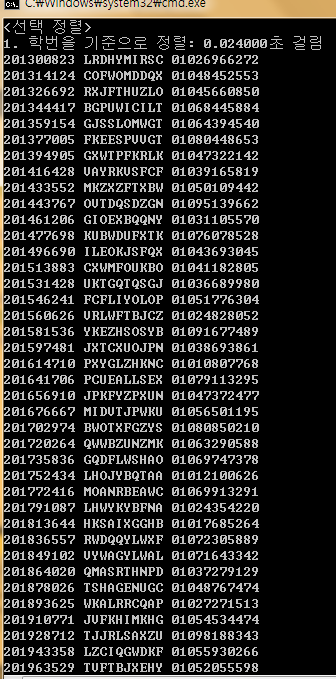 C:₩Windows₩system32₩cmd.exe
<선택 정렬>
1. 학번을 기준으로 정렬: 0.024000초 걸림
201300823 LRDHYMIRSC 01026966272
201314124 COFWOMDDQX 01048452553
201326692 RXJFTHUZLO 01045660850
201344417 BGPUWICILT 01068445884
201359154 GJSSLOMWGT 01064394540
201377005 FKEESPVVGT 01080448653
201394905 GXWTPFKRLK 01047322142
201416428 VAYRKVSFCF 01039165819
201433552 MKZXZFTXBW 01050109442
201443767 OVTDQSDZGN 01095139662
201461206 GIOEXBQQNY 01031105570
201477698 KUBWDUFXTK 01076078528
201496690 ILEOKJSFQX 01043693045
201513883 CXWMFOUKBO 01041182805
201531428 UKTGQTQSGJ 01036689980
201546241 FCFLIYOLOP 01051776304
201560626 VRLWFTBJCZ 01024828052
201581536 YKEZHSOSYB 01091677489
201597481 JXTCXUOJPN 01038693861
201614710 PXYGLZHKNC 01010807768
201641706 PCUEALLSEX 01079113295
201656910 JPKFYZPXUN 01047372477
201676667 MIDUTJPWKU 01056501195
201702974 BWOTXFGZYS 01080850210
201720264 QWWBZUNZMK 01063290588
201735836 GQDFLWSHAO 01069747378
201752434 LHOJYBQTAA 01012100626
201772416 MOANRBEAWC 01069913291
201791087 LHWYKYBFNA 01024354220
201813644 HKSAIXGGHB 01017685264
201836557 RWDQQYLWXF 01072305889
201849102 VYWAGYLWAL 01071643342
201864020 QMASRTHNPD 01037279129
201878026 TSHAGENUGC 01048767474
201893625 WKALRRCQAP 01027271513
201910771 JVFKHIMKHG 01054534474
201928712 TJJRLSAXZU 01098188343
201943358 LZCIQGWDKF 01055930266
201963529 TVFTBJXEHY 01052055598